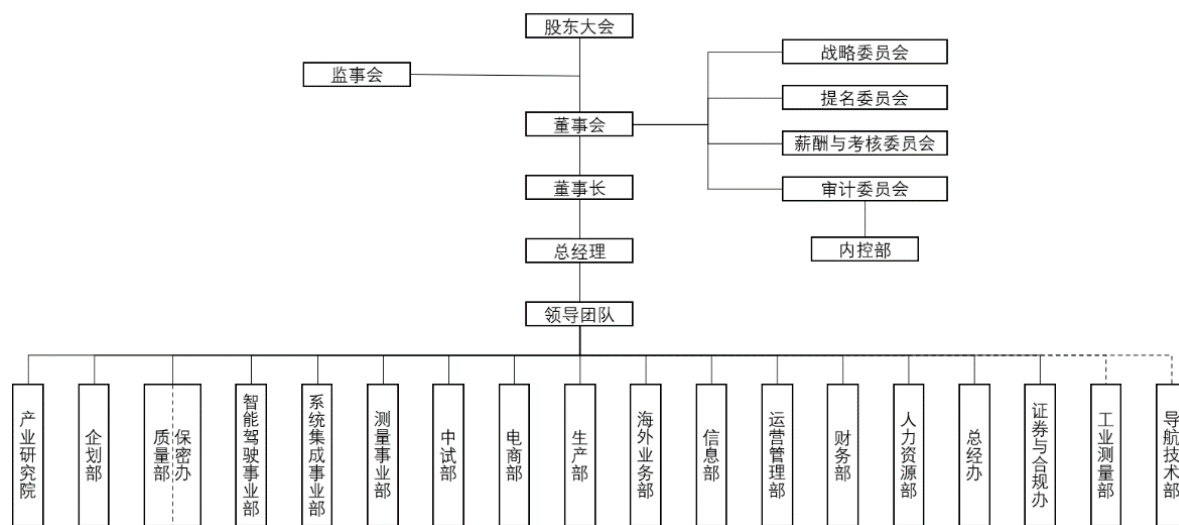 股东大会
监事会
战略委员会
提名委员会
董事会
薪酬与考核委员会
董事长
审计委员会
总经理
内控部
领导团队
产业研究院
企划部
质量部
保密办
智能驾驶事业部
系统集成事业部
测量事业部
中试部
电商部
生产部
海外业务部
信息部
运营管理部
财务部
人力资源部
总经办
证券与合规办
工业测量部
导航技术部